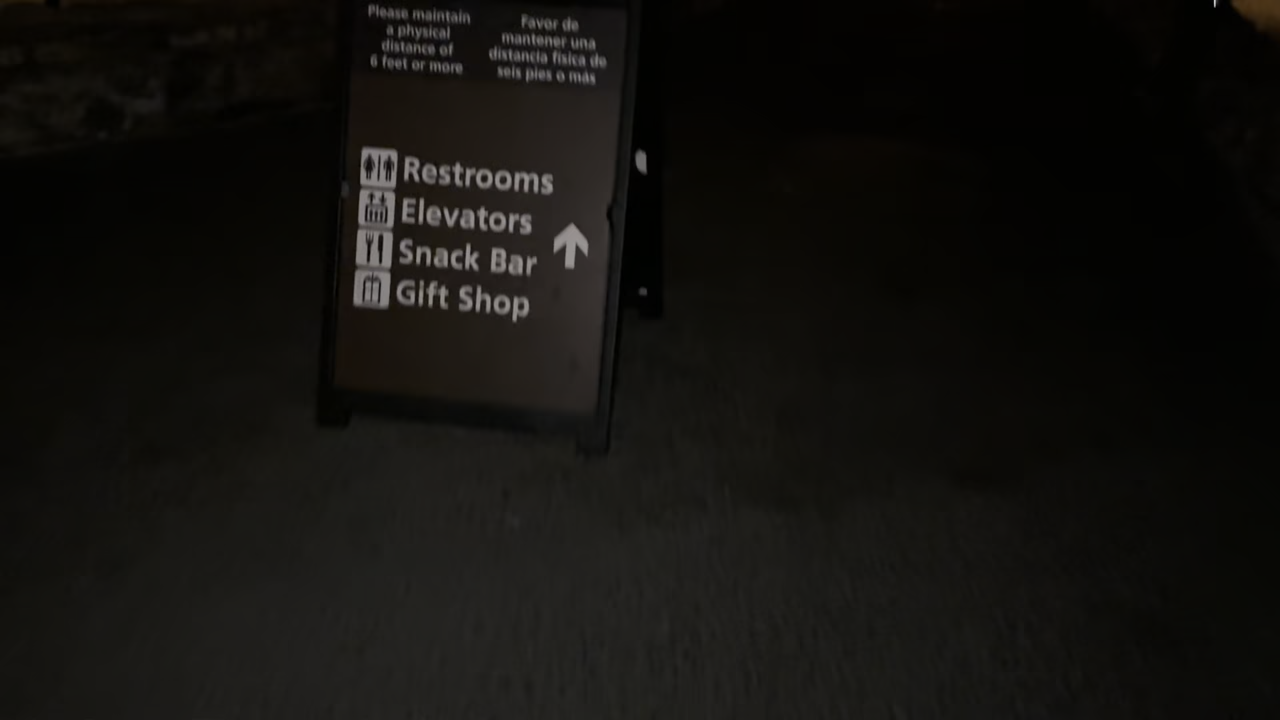 Please maintain
a physical
distance of
6 feet or more
Favor de
mantener una
distancia física de
seis pies o más
Restrooms
Elevators
Snack Bar
Gift Shop